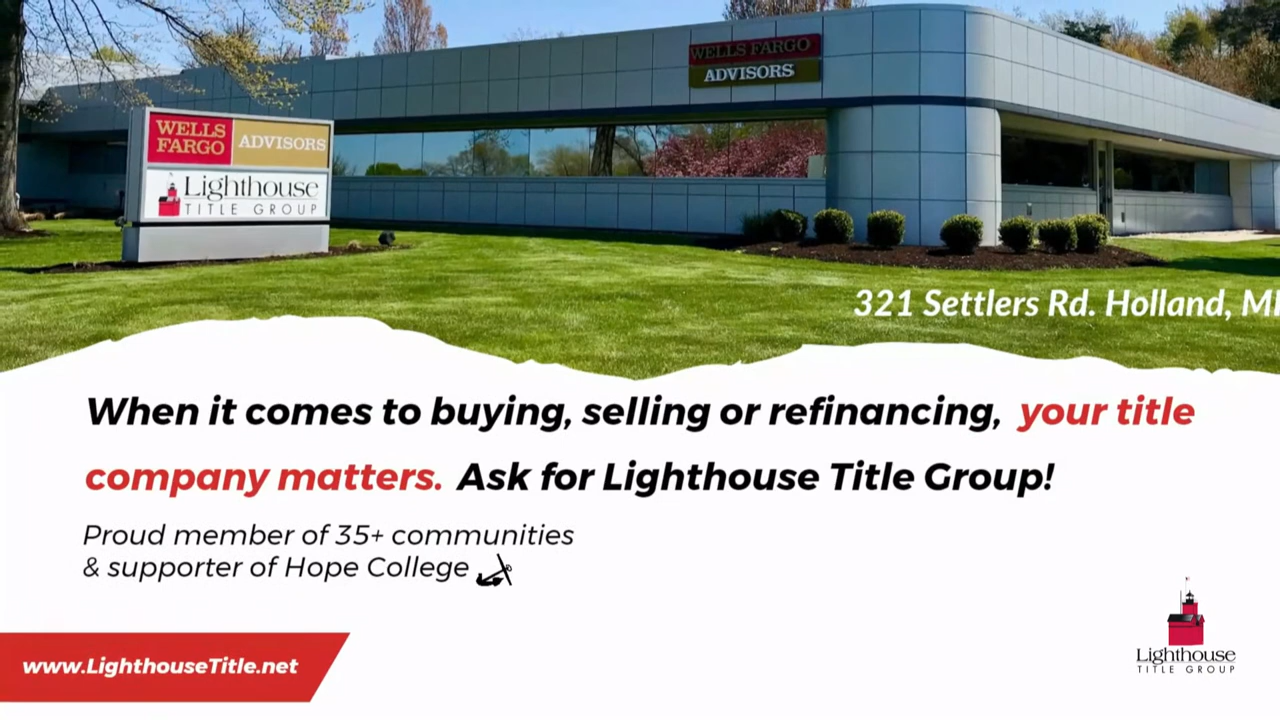 WELLS FARGO
ADVISORS
WELLS
FARGO
ADVISORS
Lighthouse
TITLE GROUP
321 Settlers Rd. Holland, MI
When it comes to buying, selling or refinancing, your title
company matters. Ask for Lighthouse Title Group!
Proud member of 35+ communities
& supporter of Hope College
www.LighthouseTitle.net
Lighthouse
TITLE GROUP